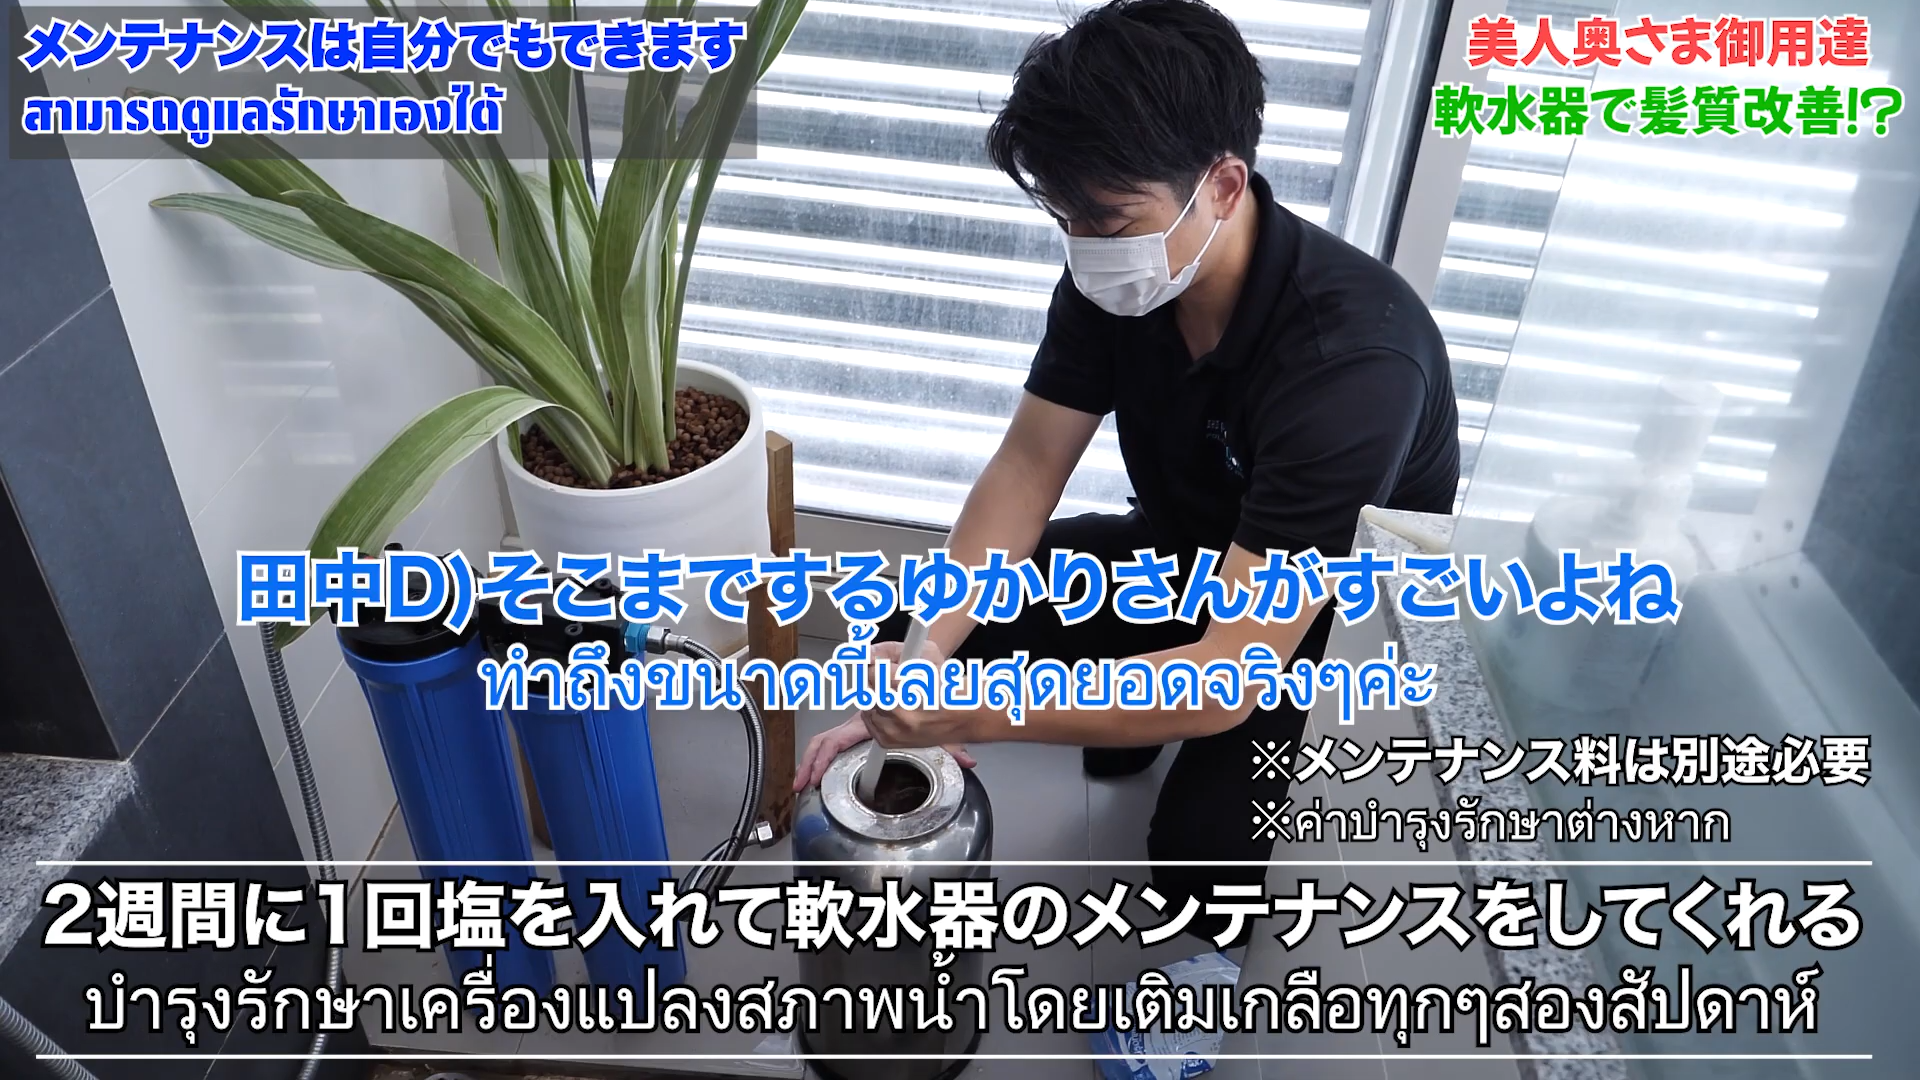 メンテナンスは自分でもできます
สามารถดูแลรักษาเองได้
美人奥さま御用達
軟水器で髪質改善!?
田中D)そこまでするゆかりさんがすごいよね
ทำถึงขนาดนี้เลยสุดยอดจริงๆค่ะ
※メンテナンス料は別途必要
※ค่าบำรุงรักษาต่างหาก
2週間に1回塩を入れて軟水器のメンテナンスをしてくれる
บำรุงรักษาเครื่องแปลงสภาพน้ำโดยเติมเกลือทุกๆสองสัปดาห์